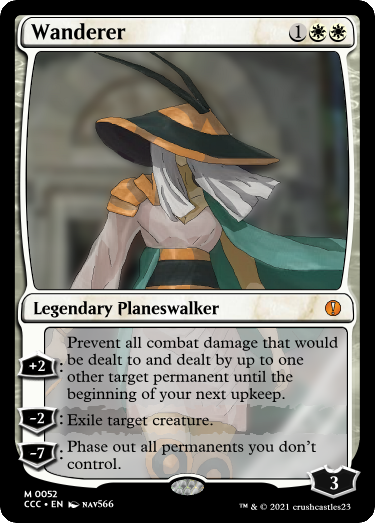 Wanderer 1
Legendary Planeswalker
Prevent all combat damage that would
be dealt to and dealt by up to one
+2: other target permanent until the
beginning of your next upkeep.
-2: Exile target creature.
-7: Phase out all permanents you don't
control.
3
M 0052
CCC • EN NAV566
™ & © 2021 crushcastles23